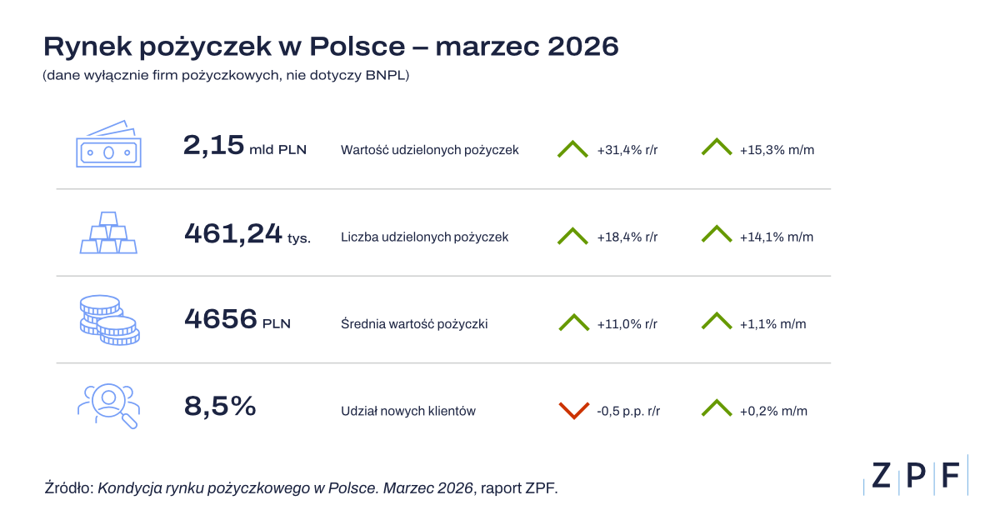 Rynek pożyczek w Polsce – marzec 2026
(dane wyłącznie firm pożyczkowych, nie dotyczy BNPL)
2,15 mld PLN Wartość udzielonych pożyczek +31,4% r/r +15,3% m/m
461,24 tys. Liczba udzielonych pożyczek +18,4% r/r +14,1% m/m
4656 PLN Średnia wartość pożyczki +11,0% r/r +1,1% m/m
8,5% Udział nowych klientów -0,5 p.p. r/r +0,2% m/m
Źródło: Kondycja rynku pożyczkowego w Polsce. Marzec 2026, raport ZPF.
ZPF